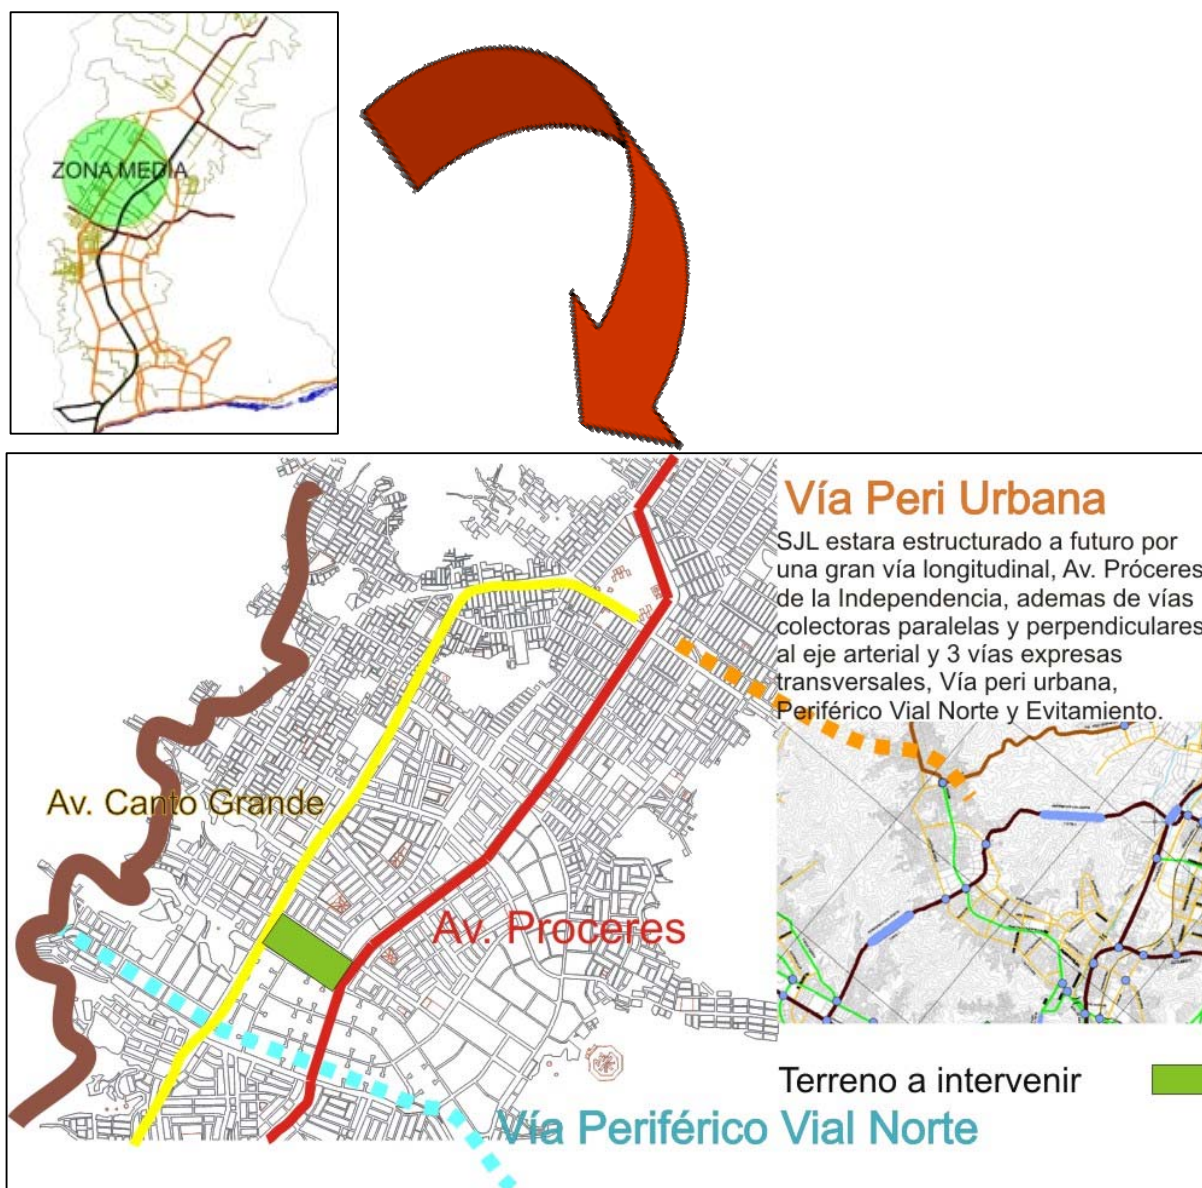 ZONA MEDIA
Vía Peri Urbana
SJL estara estructurado a futuro por
una gran vía longitudinal, Av. Próceres
de la Independencia, ademas de vías
colectoras paralelas y perpendiculares
al eje arterial y 3 vías expresas
transversales, Vía peri urbana,
Periférico Vial Norte y Evitamiento.
Av. Canto Grande
Av. Proceres
Terreno a intervenir
Vía Periférico Vial Norte